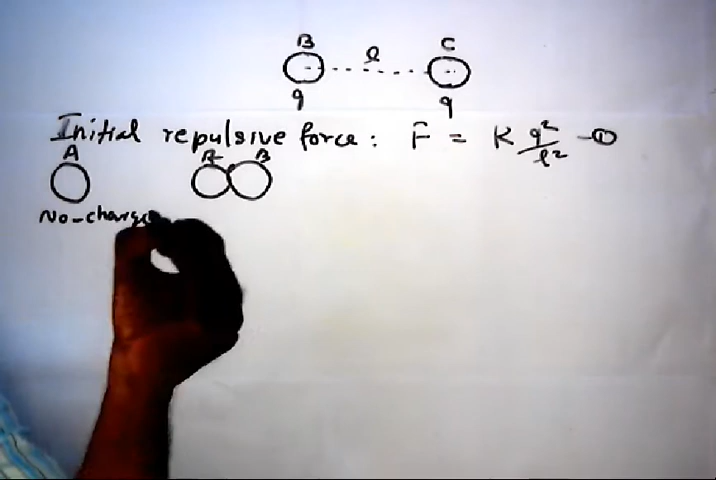 B C
l
q q
Initial repulsive force : F = K q²/l² - ①
A A B
No-charge